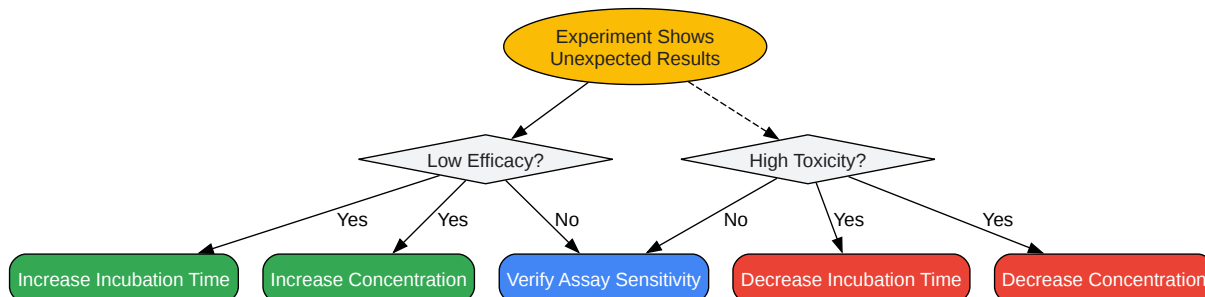 Experiment Shows
Unexpected Results
Low Efficacy?
High Toxicity?
Yes
Yes
No
No
Yes
Yes
Increase Incubation Time
Increase Concentration
Verify Assay Sensitivity
Decrease Incubation Time
Decrease Concentration